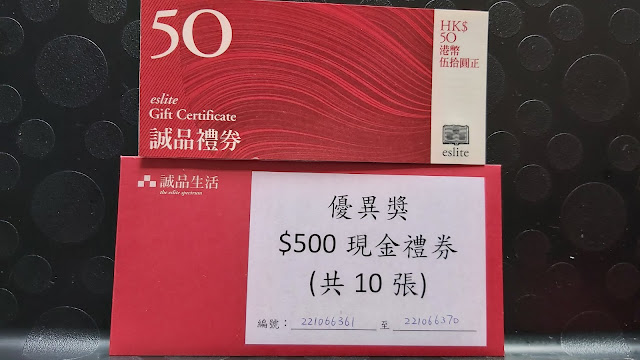 50
HK$
50
港幣
伍拾圓正
eslite
Gift Certificate
誠品禮券
eslite
誠品生活
the eslite spectrum
優異獎
$500 現金禮券
(共 10 張)
編號： 221066361 至 221066370